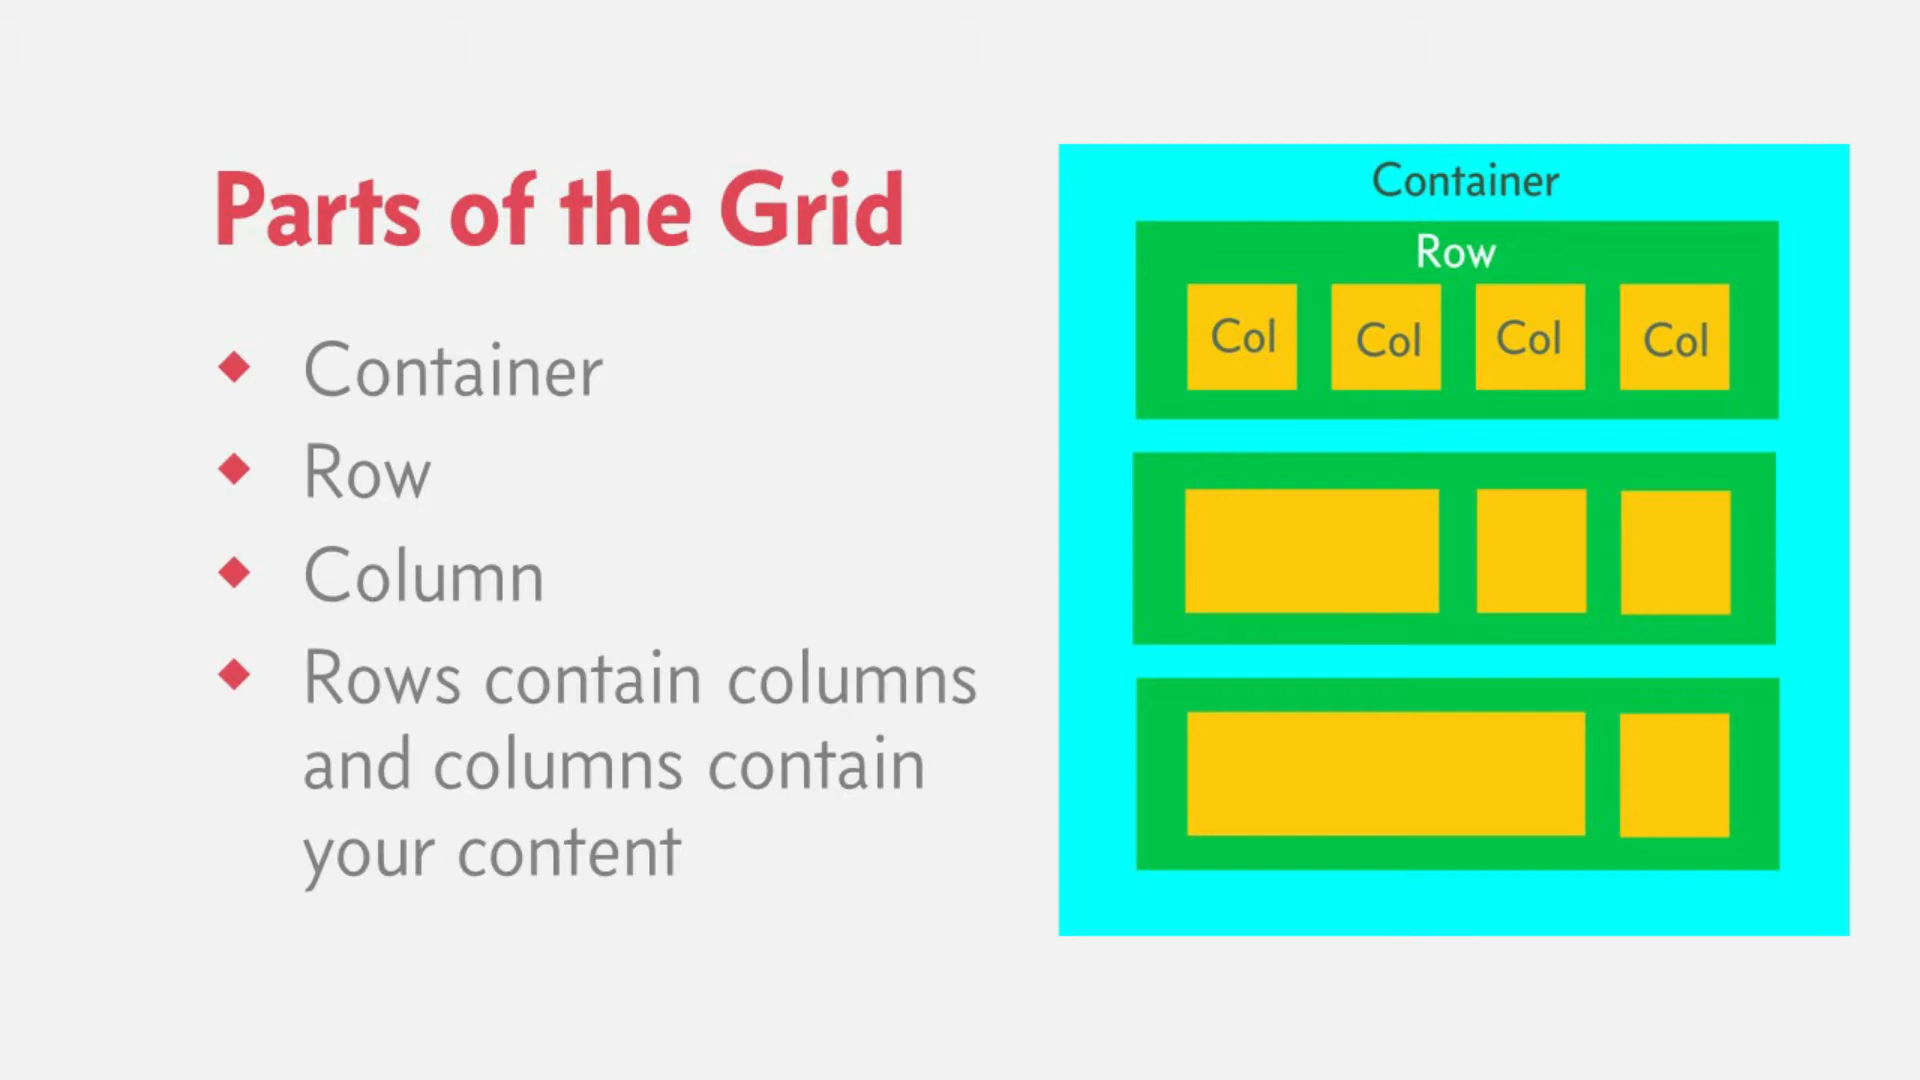 Parts of the Grid
Container
Row
Column
Rows contain columns
and columns contain
your content
Container
Row
Col Col Col Col